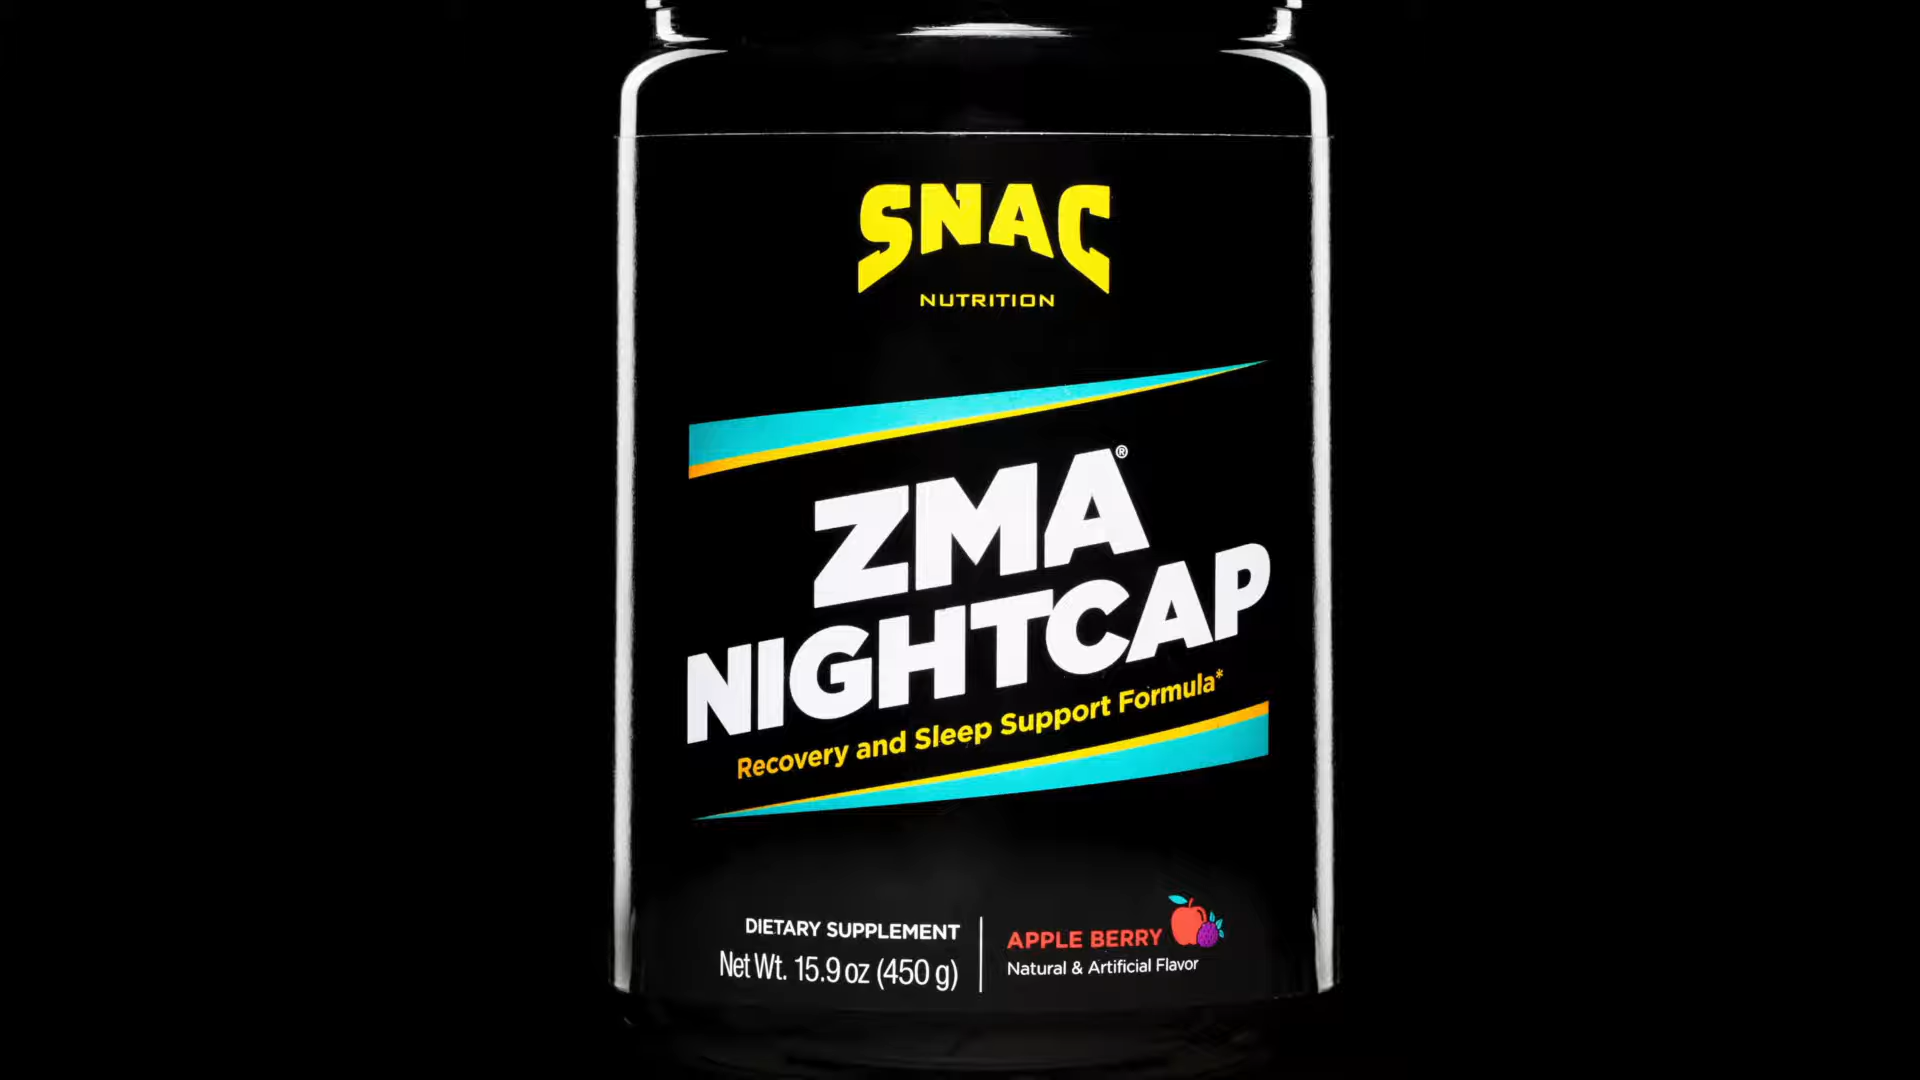 SNAC
NUTRITION
ZMA®
NIGHTCAP
Recovery and Sleep Support Formula*
DIETARY SUPPLEMENT
Net Wt. 15.9 oz (450 g)
APPLE BERRY
Natural & Artificial Flavor